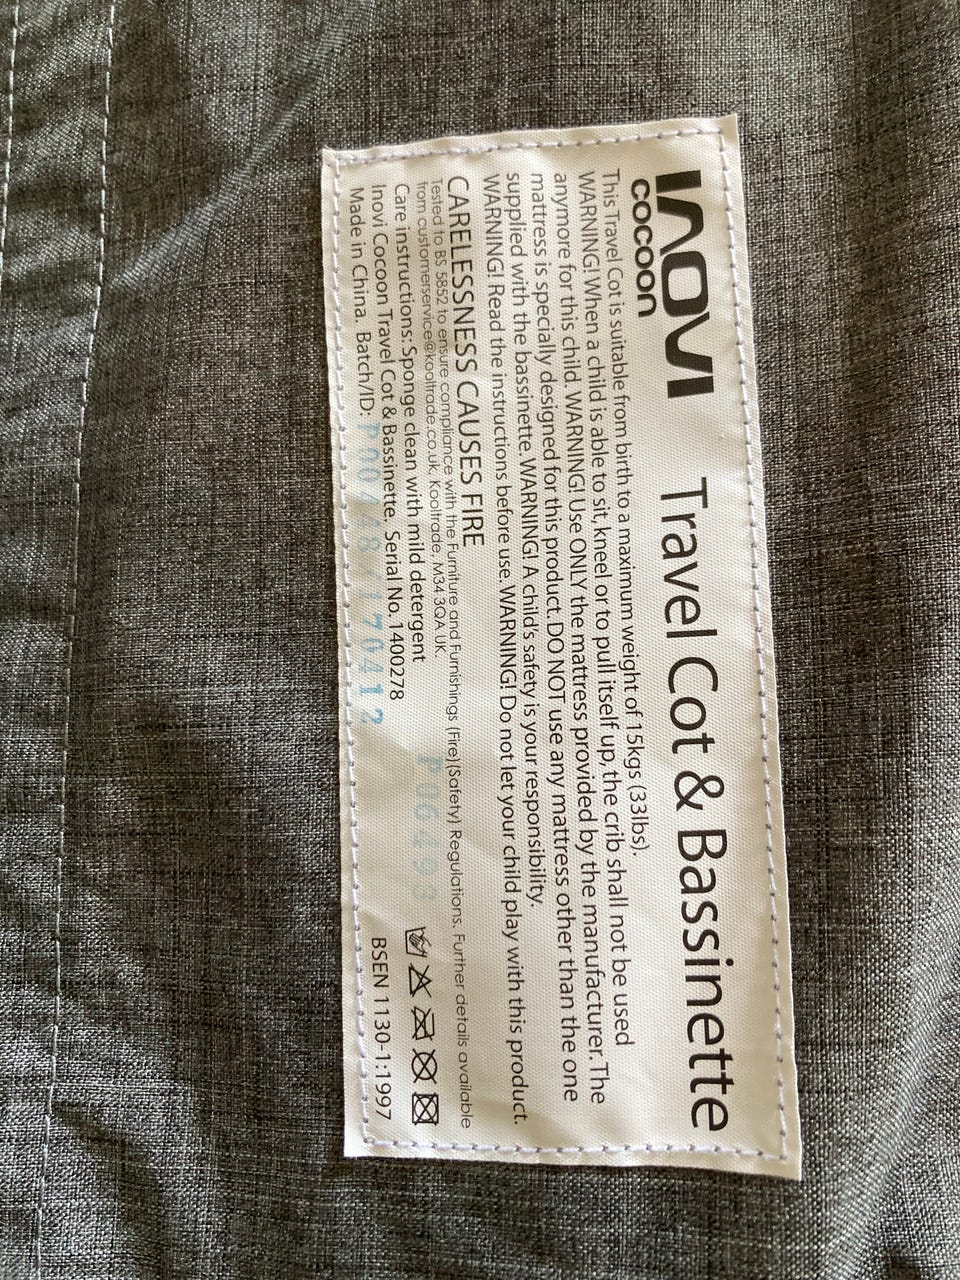 INOVI
cocoon
Travel Cot & Bassinette
This Travel Cot is suitable from birth to a maximum weight of 15kgs (33lbs).
WARNING! When a child is able to sit, kneel or to pull itself up, the crib shall not be used
anymore for this child. WARNING! Use ONLY the mattress provided by the manufacturer. The
mattress is specially designed for this product. DO NOT use any mattress other than the one
supplied with the bassinette. WARNING! A child's safety is your responsibility.
WARNING! Read the instructions before use. WARNING! Do not let your child play with this product.
CARELESSNESS CAUSES FIRE
Tested to BS 5852 to ensure compliance with the Furniture and Furnishings (Fire)(Safety) Regulations. Further details available
from customerservice@kooltrade.co.uk. Kooltrade, M34 3QA UK.
P06493
Care instructions: Sponge clean with mild detergent
Inovi Cocoon Travel Cot & Bassinette. Serial No. 1400278
Made in China. Batch/ID: P00448/170412
BSEN 1130-1:1997